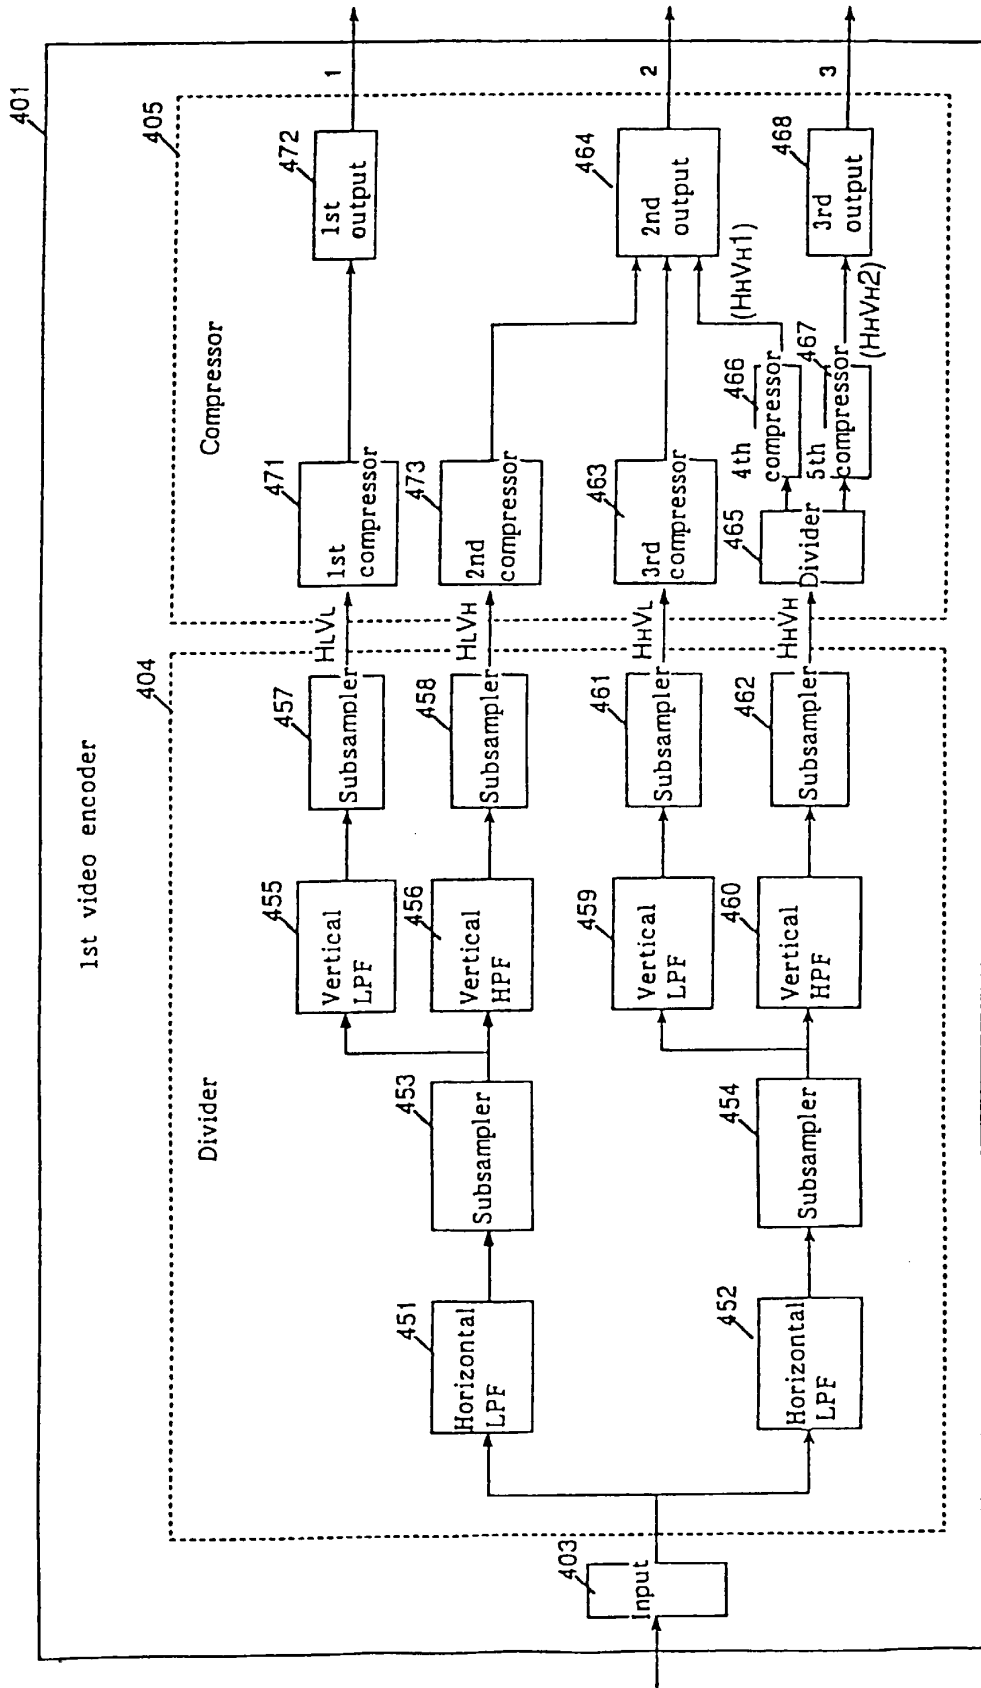 401
1st video encoder
404
Divider
405
Compressor
403
Input
451
Horizontal
LPF
452
Horizontal
LPF
453
Subsampler
454
Subsampler
455
Vertical
LPF
456
Vertical
HPF
459
Vertical
LPF
460
Vertical
HPF
457
Subsampler
458
Subsampler
461
Subsampler
462
Subsampler
HLVL
HLVH
HHVL
HHVH
471
1st
compressor
473
2nd
compressor
463
3rd
compressor
465
Divider
466
4th
compressor
467
5th
compressor
(HHVH1)
(HHVH2)
472
1st
output
464
2nd
output
468
3rd
output
1
2
3